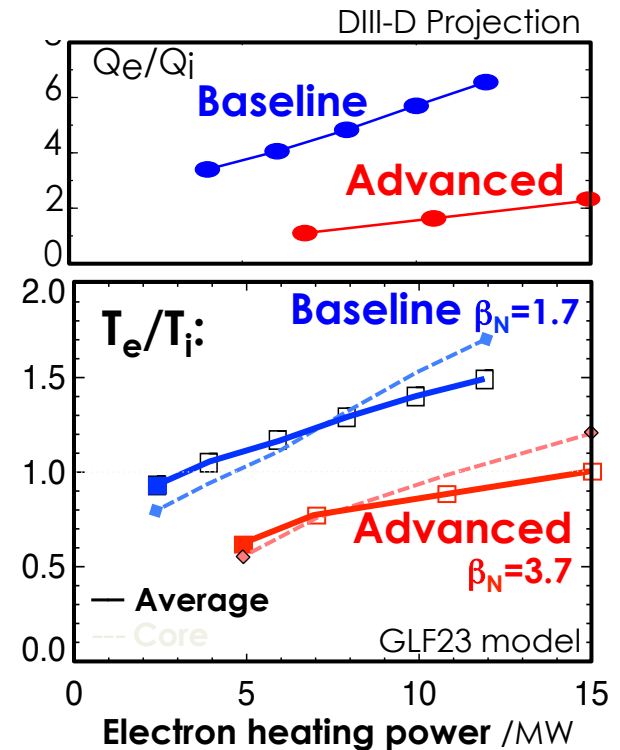 DIII-D Projection
8
Qe/Qi
6
Baseline
4
Advanced
2
0
2.0
Baseline βN=1.7
Te/Ti:
1.5
1.0
Advanced
0.5
βN=3.7
Average
Core
GLF23 model
0.0
0 5 10 15
Electron heating power /MW